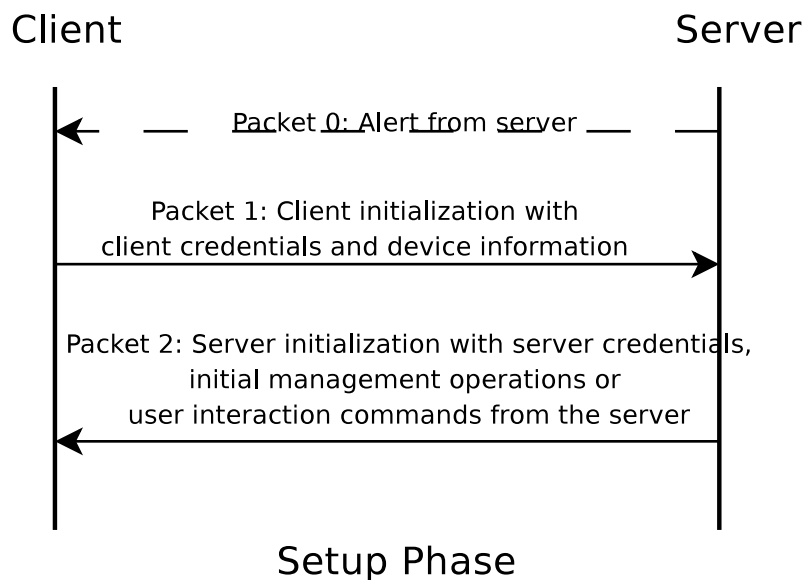 Client
Server
Packet 0: Alert from server
Packet 1: Client initialization with
client credentials and device information
Packet 2: Server initialization with server credentials,
initial management operations or
user interaction commands from the server
Setup Phase